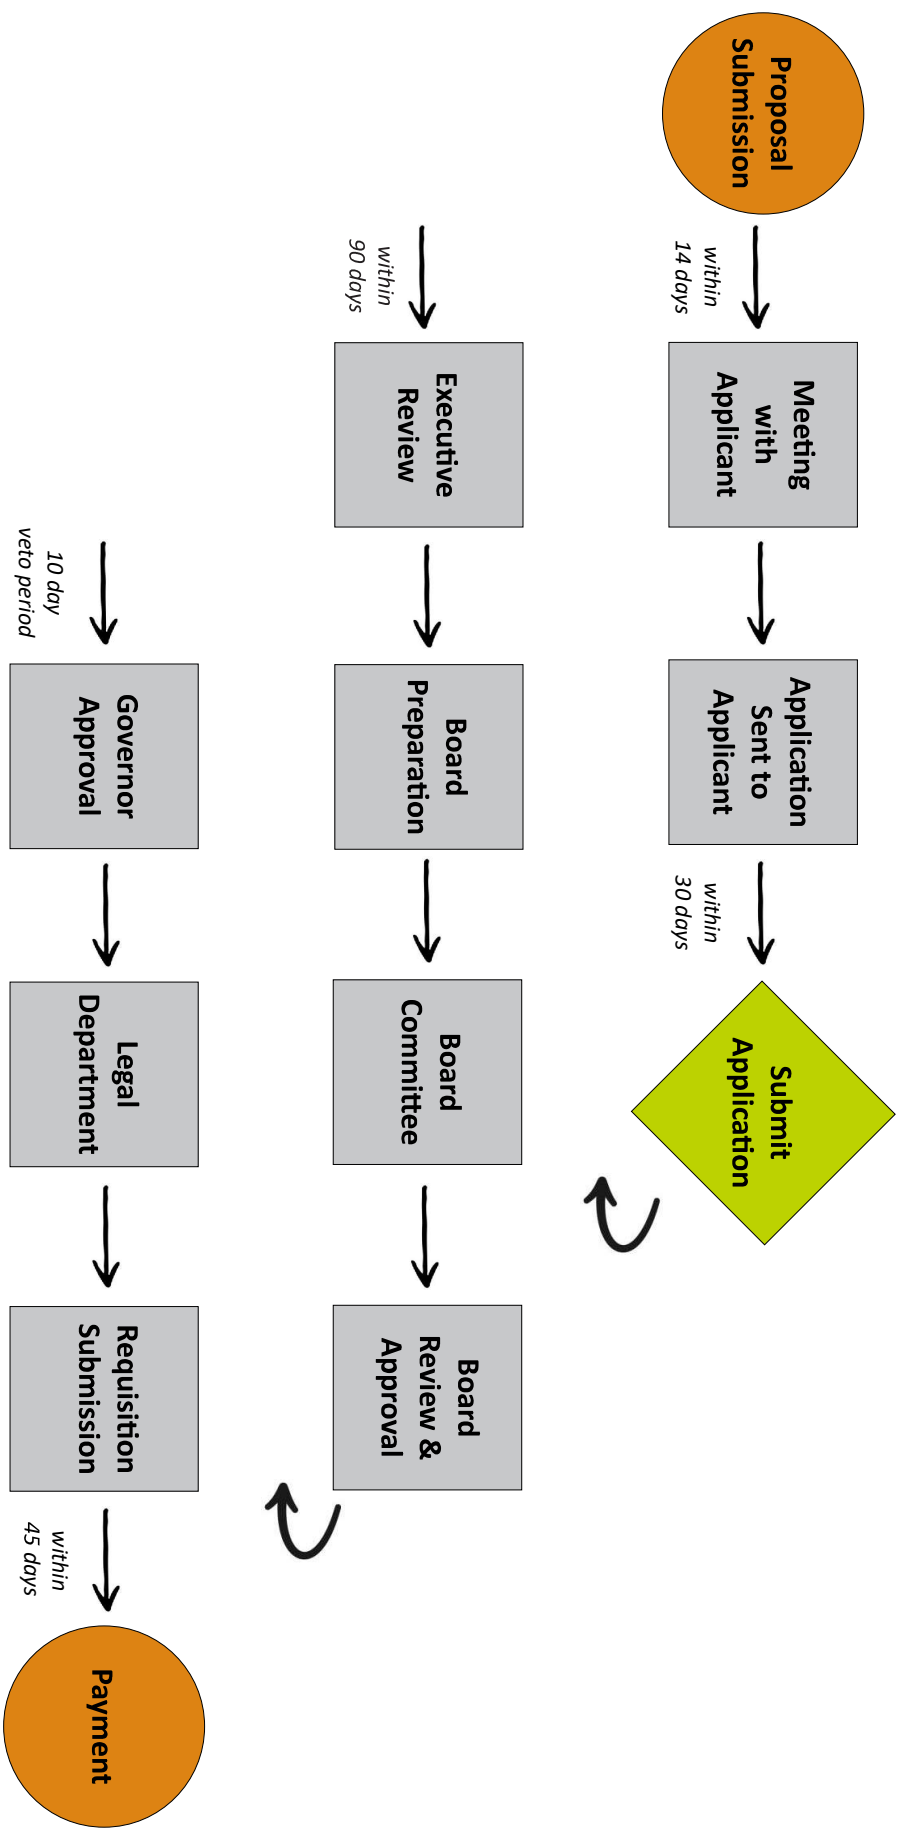 Proposal
Submission
within
14 days
Meeting
with
Applicant
Application
Sent to
Applicant
within
30 days
Submit
Application
within
90 days
Executive
Review
Board
Preparation
Board
Committee
Board
Review &
Approval
10 day
veto period
Governor
Approval
Legal
Department
Requisition
Submission
within
45 days
Payment